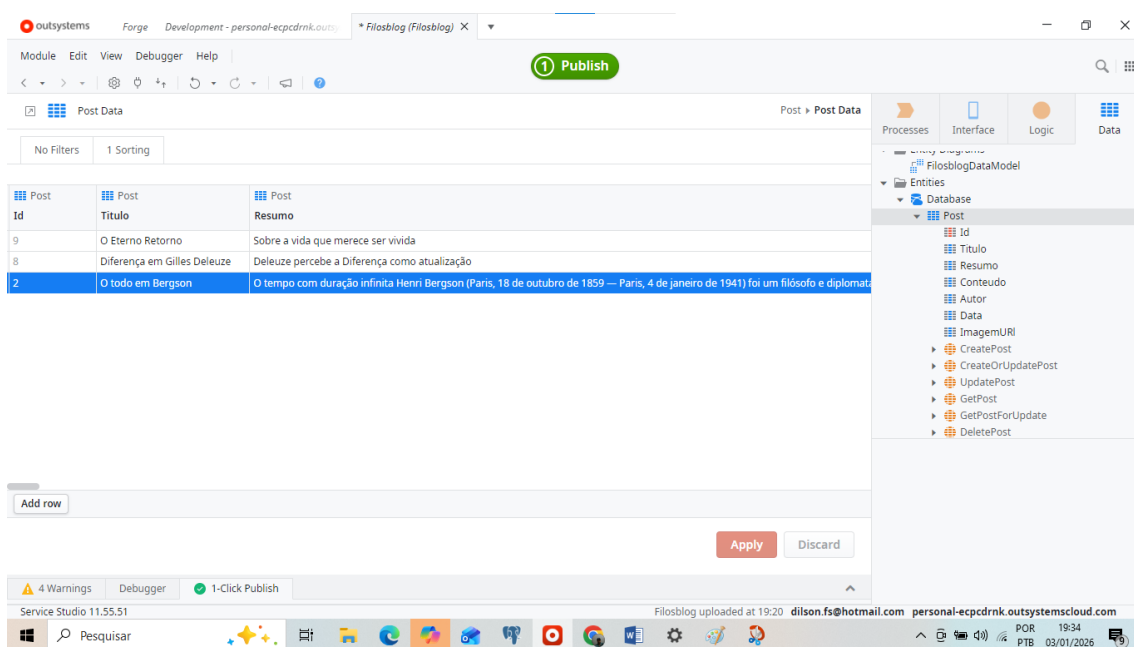 outsystems Forge Development - personal-ecpcdrnk.outsy * Filosblog (Filosblog)
Module Edit View Debugger Help
1 Publish
Post Data
Post Post Data
Processes Interface Logic Data
No Filters 1 Sorting
Entity Diagrams
FilosblogDataModel
Entities
Database
Post
Id
Titulo
Resumo
Conteudo
Autor
Data
ImagemURl
CreatePost
CreateOrUpdatePost
UpdatePost
GetPost
GetPostForUpdate
DeletePost
Post Post Post
Id Titulo Resumo
9 O Eterno Retorno Sobre a vida que merece ser vivida
8 Diferença em Gilles Deleuze Deleuze percebe a Diferença como atualização
2 O todo em Bergson O tempo com duração infinita Henri Bergson (Paris, 18 de outubro de 1859 — Paris, 4 de janeiro de 1941) foi um filósofo e diplomata
Add row
Apply Discard
4 Warnings Debugger 1-Click Publish
Service Studio 11.55.51 Filosblog uploaded at 19:20 dilson.fs@hotmail.com personal-ecpcdrnk.outsystemscloud.com
Pesquisar
POR 19:34
PTB 03/01/2026
9